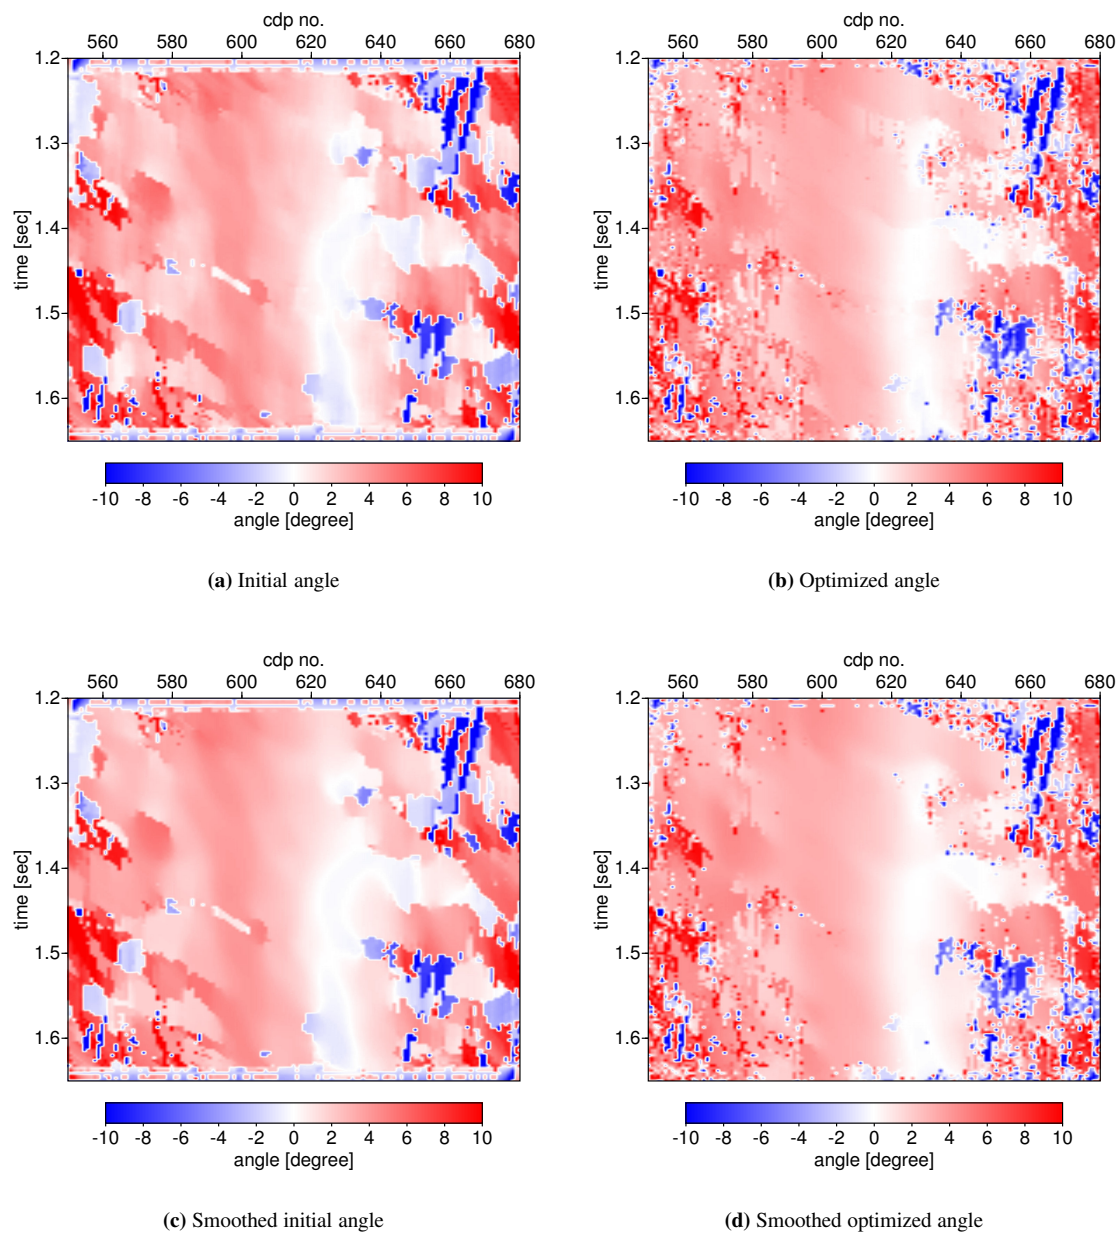 cdp no.
560 580 600 620 640 660 680
1.2
1.3
1.4
1.5
1.6
time [sec]
-10 -8 -6 -4 -2 0 2 4 6 8 10
angle [degree]
(a) Initial angle
cdp no.
560 580 600 620 640 660 680
1.2
1.3
1.4
1.5
1.6
time [sec]
-10 -8 -6 -4 -2 0 2 4 6 8 10
angle [degree]
(b) Optimized angle
cdp no.
560 580 600 620 640 660 680
1.2
1.3
1.4
1.5
1.6
time [sec]
-10 -8 -6 -4 -2 0 2 4 6 8 10
angle [degree]
(c) Smoothed initial angle
cdp no.
560 580 600 620 640 660 680
1.2
1.3
1.4
1.5
1.6
time [sec]
-10 -8 -6 -4 -2 0 2 4 6 8 10
angle [degree]
(d) Smoothed optimized angle